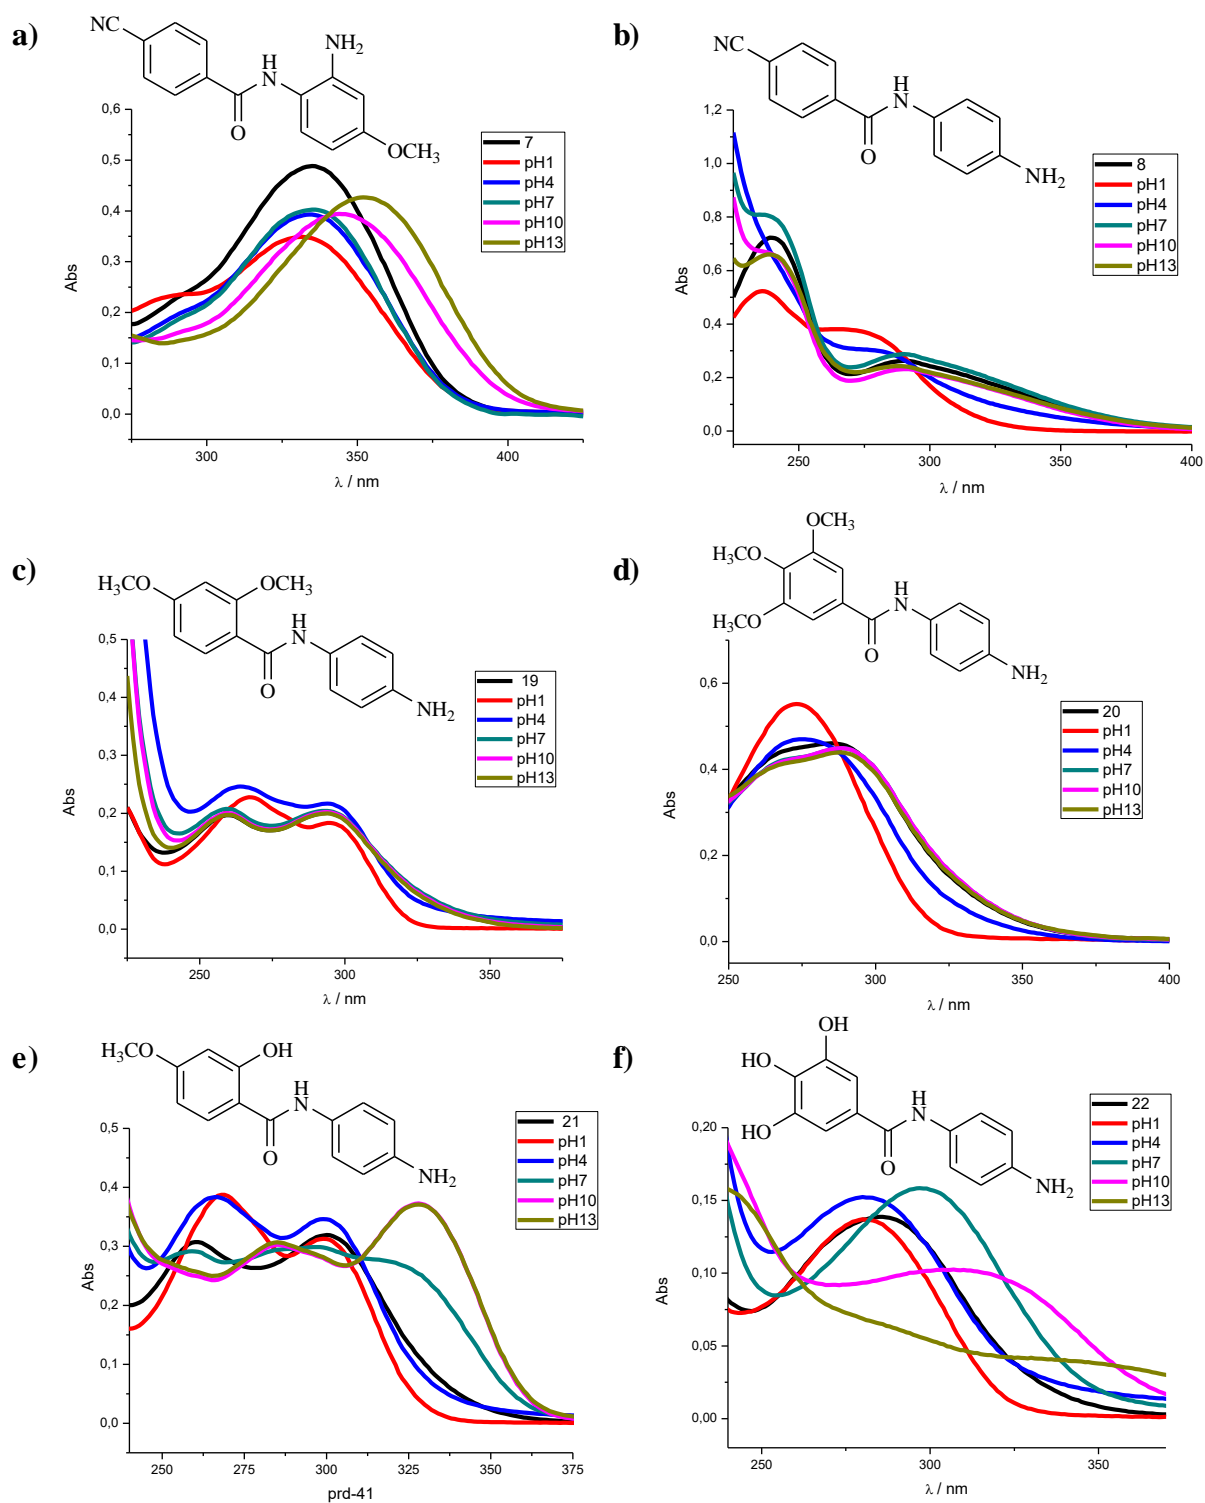 a)
NC
NH₂
H
N
O
OCH₃
0,6
0,5
0,4
0,3
0,2
0,1
0,0
Abs
300
350
400
λ / nm
7
pH1
pH4
pH7
pH10
pH13
b)
NC
H
N
O
NH₂
1,2
1,0
0,8
0,6
0,4
0,2
0,0
Abs
250
300
350
400
λ / nm
8
pH1
pH4
pH7
pH10
pH13
c)
H₃CO
OCH₃
H
N
O
NH₂
0,5
0,4
0,3
0,2
0,1
0,0
Abs
250
300
350
λ / nm
19
pH1
pH4
pH7
pH10
pH13
d)
OCH₃
H₃CO
H₃CO
H
N
O
NH₂
0,6
0,4
0,2
0,0
Abs
250
300
350
400
λ / nm
20
pH1
pH4
pH7
pH10
pH13
e)
H₃CO
OH
H
N
O
NH₂
0,5
0,4
0,3
0,2
0,1
0,0
Abs
250
275
300
325
350
375
prd-41
21
pH1
pH4
pH7
pH10
pH13
f)
OH
HO
HO
H
N
O
NH₂
0,20
0,15
0,10
0,05
0,00
Abs
250
300
350
λ / nm
22
pH1
pH4
pH7
pH10
pH13